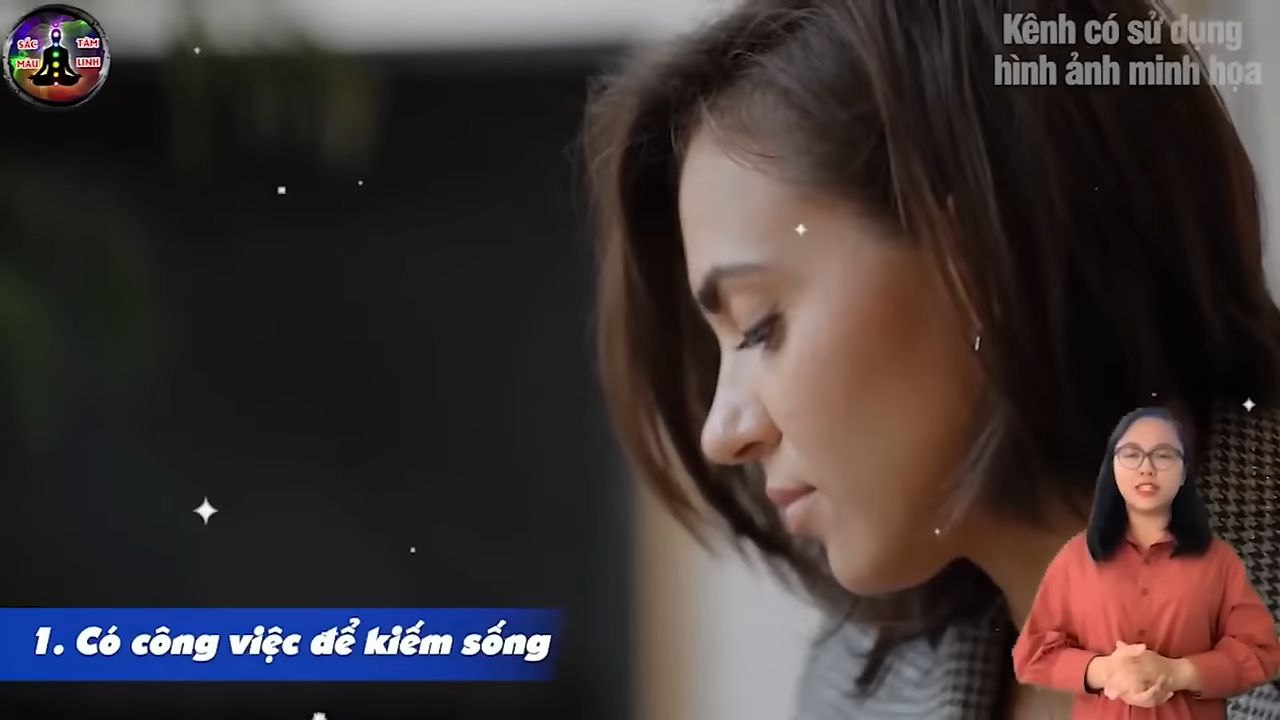 SẮC TÂM
MÀU LINH
Kênh có sử dụng
hình ảnh minh họa
1. Có công việc để kiếm sống